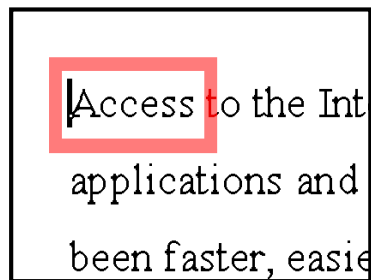 Access to the Int
applications and
been faster, easie